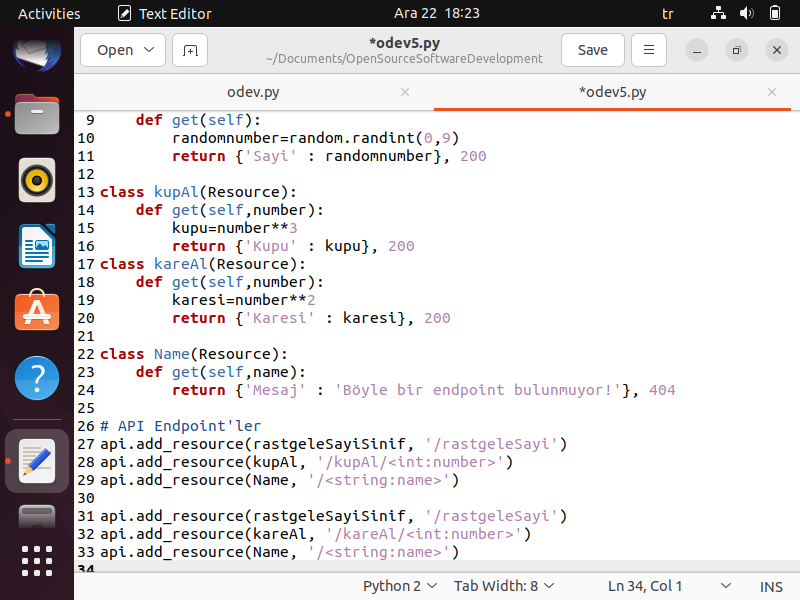 Activities Text Editor Ara 22 18:23 tr
Open *odev5.py Save
~/Documents/OpenSourceSoftwareDevelopment
odev.py *odev5.py
9 def get(self):
10 randomnumber=random.randint(0,9)
11 return {'Sayi' : randomnumber}, 200
12
13 class kupAl(Resource):
14 def get(self,number):
15 kupu=number**3
16 return {'Kupu' : kupu}, 200
17 class kareAl(Resource):
18 def get(self,number):
19 karesi=number**2
20 return {'Karesi' : karesi}, 200
21
22 class Name(Resource):
23 def get(self,name):
24 return {'Mesaj' : 'Böyle bir endpoint bulunmuyor!'}, 404
25
26 # API Endpoint'ler
27 api.add_resource(rastgeleSayiSinif, '/rastgeleSayi')
28 api.add_resource(kupAl, '/kupAl/<int:number>')
29 api.add_resource(Name, '/<string:name>')
30
31 api.add_resource(rastgeleSayiSinif, '/rastgeleSayi')
32 api.add_resource(kareAl, '/kareAl/<int:number>')
33 api.add_resource(Name, '/<string:name>')
34
Python 2 Tab Width: 8 Ln 34, Col 1 INS